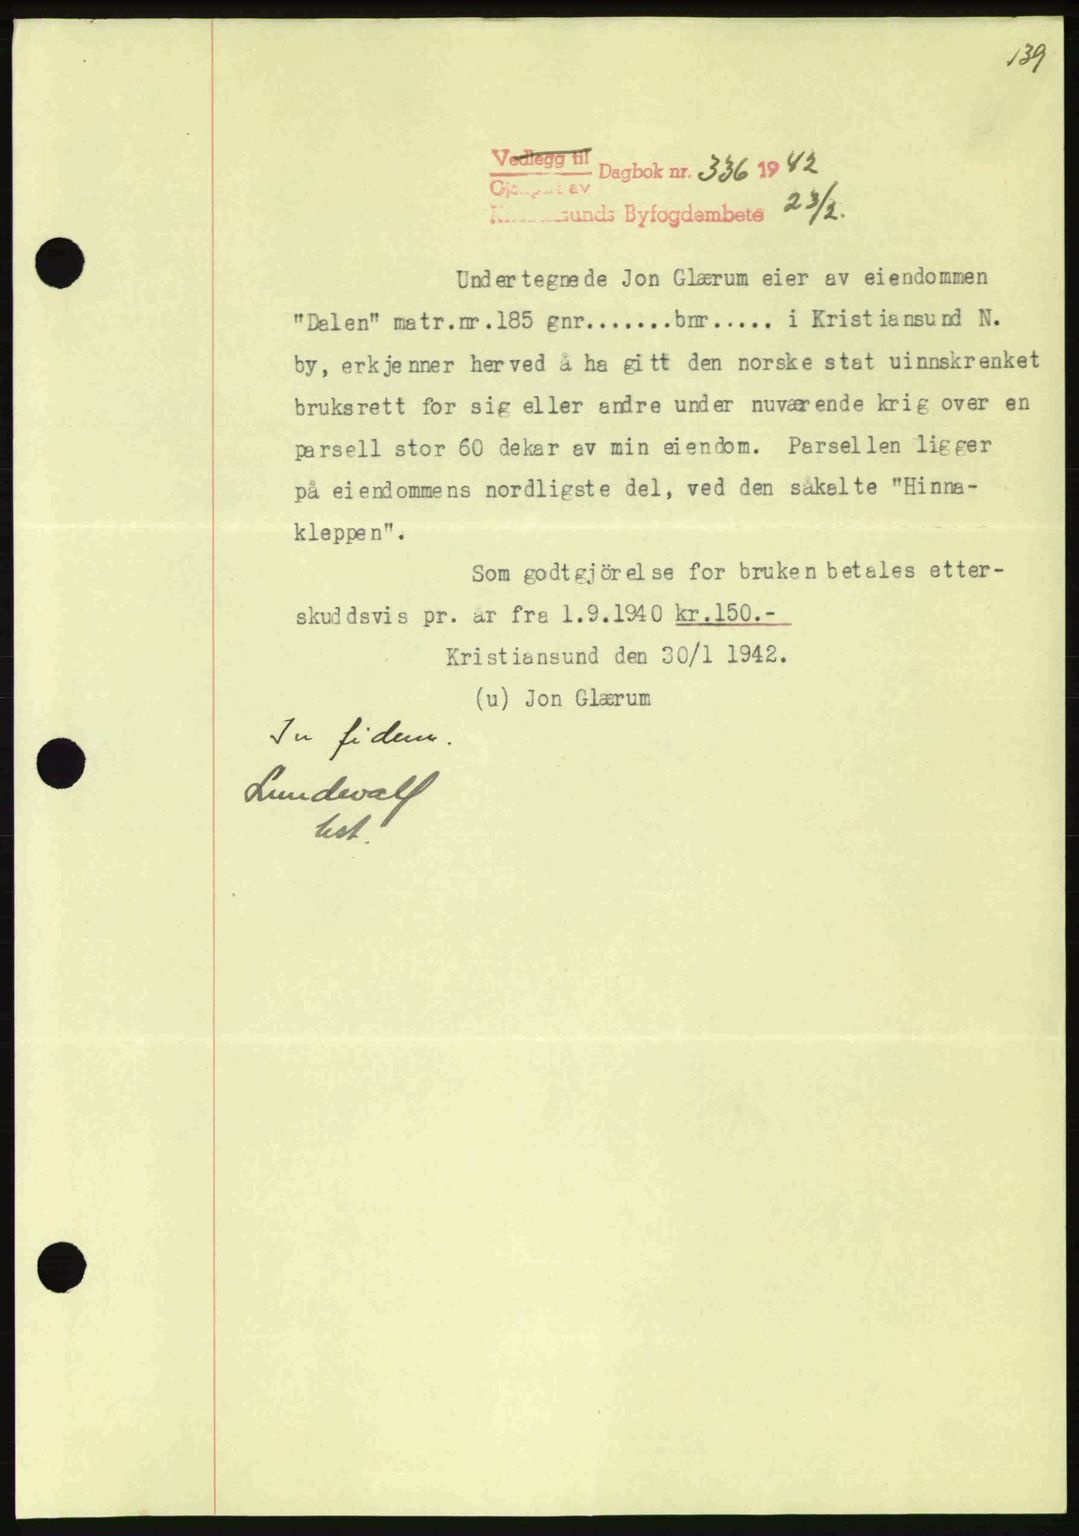 139
Vedlegg til
Dagbok nr. 336 1942
av
sunds Byfogdembete 23/2.
Undertegnede Jon Glærum eier av eiendommen
"Dalen" matr.nr.185 gnr.......bnr..... i Kristiansund N.
by, erkjenner herved å ha gitt den norske stat uinnskrenket
bruksrett for sig eller andre under nuværende krig over en
parsell stor 60 dekar av min eiendom. Parsellen ligger
på eiendommens nordligste del, ved den såkalte "Hinna-
kleppen".
Som godtgjörelse for bruken betales etter-
skuddsvis pr. år fra 1.9.1940 kr.150.-
Kristiansund den 30/1 1942.
(u) Jon Glærum
In fidem.